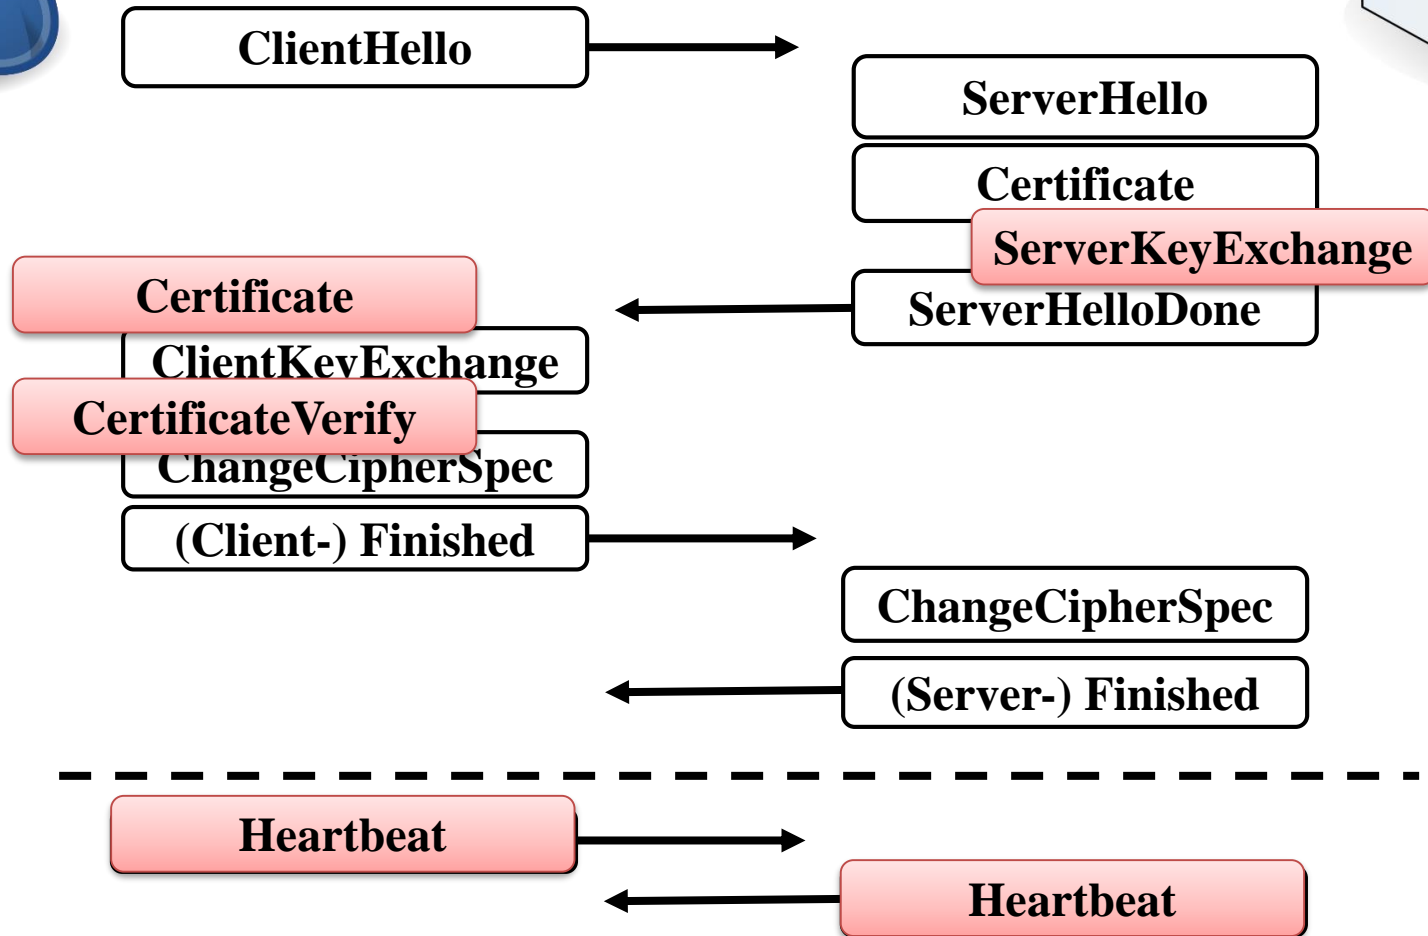 ClientHello
ServerHello
Certificate
ServerKeyExchange
Certificate
ServerHelloDone
ClientKeyExchange
CertificateVerify
ChangeCipherSpec
(Client-) Finished
ChangeCipherSpec
(Server-) Finished
Heartbeat
Heartbeat